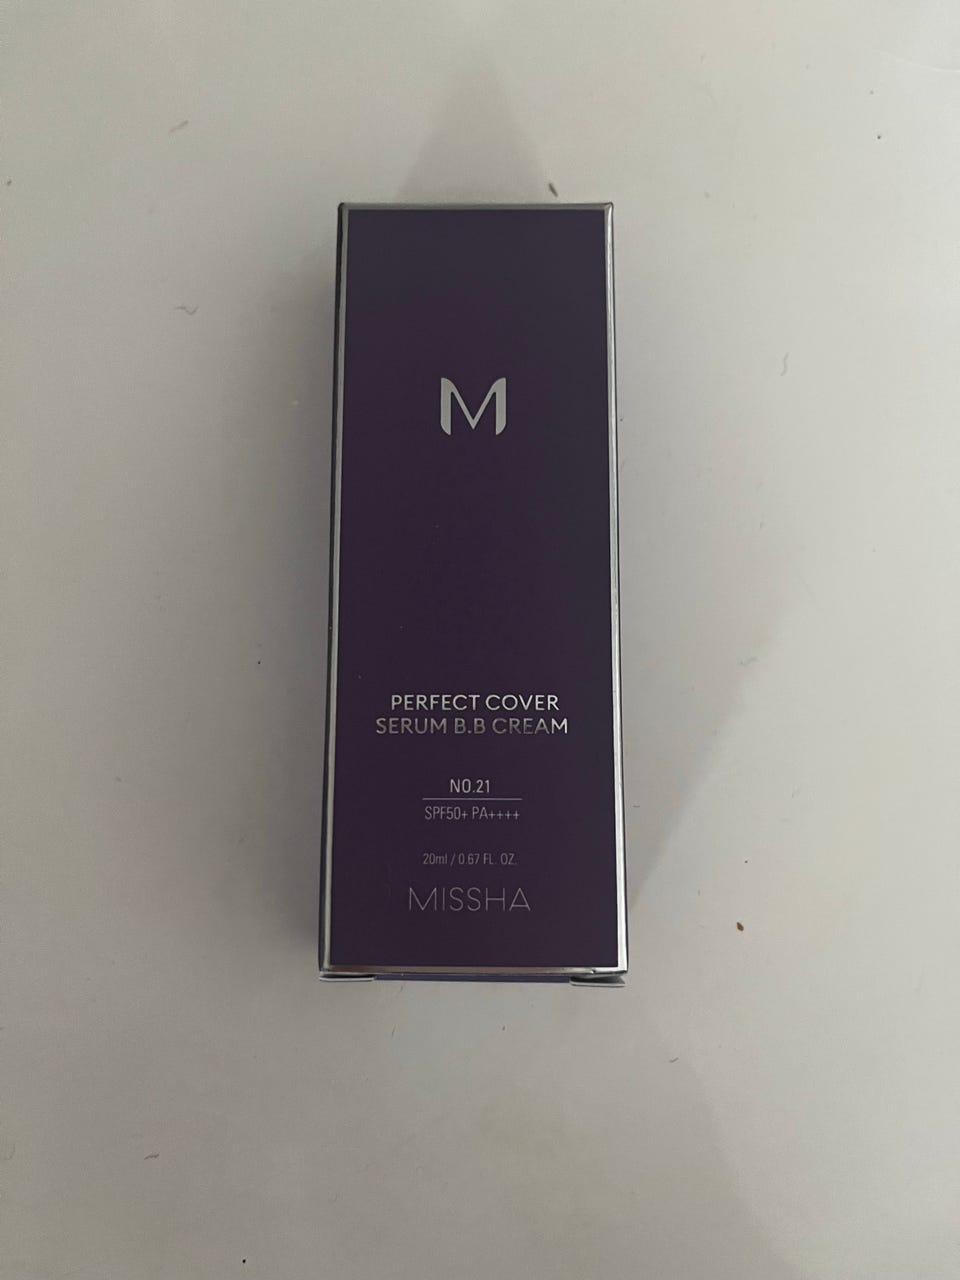 M
PERFECT COVER
SERUM B.B CREAM
NO.21
SPF50+ PA++++
20ml / 0.67 FL. OZ.
MISSHA